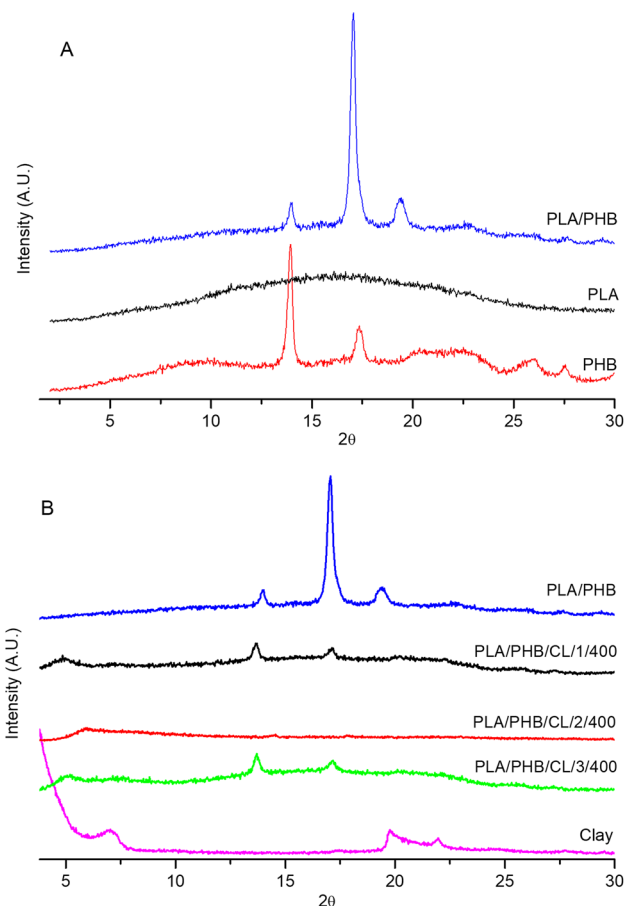 A
Intensity (A.U.)
PLA/PHB
PLA
PHB
5 10 15 20 25 30
2θ
B
Intensity (A.U.)
PLA/PHB
PLA/PHB/CL/1/400
PLA/PHB/CL/2/400
PLA/PHB/CL/3/400
Clay
5 10 15 20 25 30
2θ